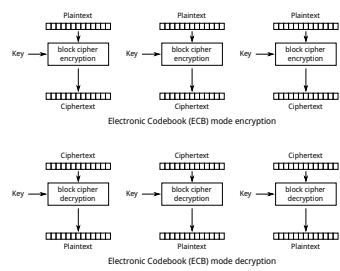 Plaintext Plaintext Plaintext
Key block cipher encryption Key block cipher encryption Key block cipher encryption
Ciphertext Ciphertext Ciphertext
Electronic Codebook (ECB) mode encryption
Ciphertext Ciphertext Ciphertext
Key block cipher decryption Key block cipher decryption Key block cipher decryption
Plaintext Plaintext Plaintext
Electronic Codebook (ECB) mode decryption